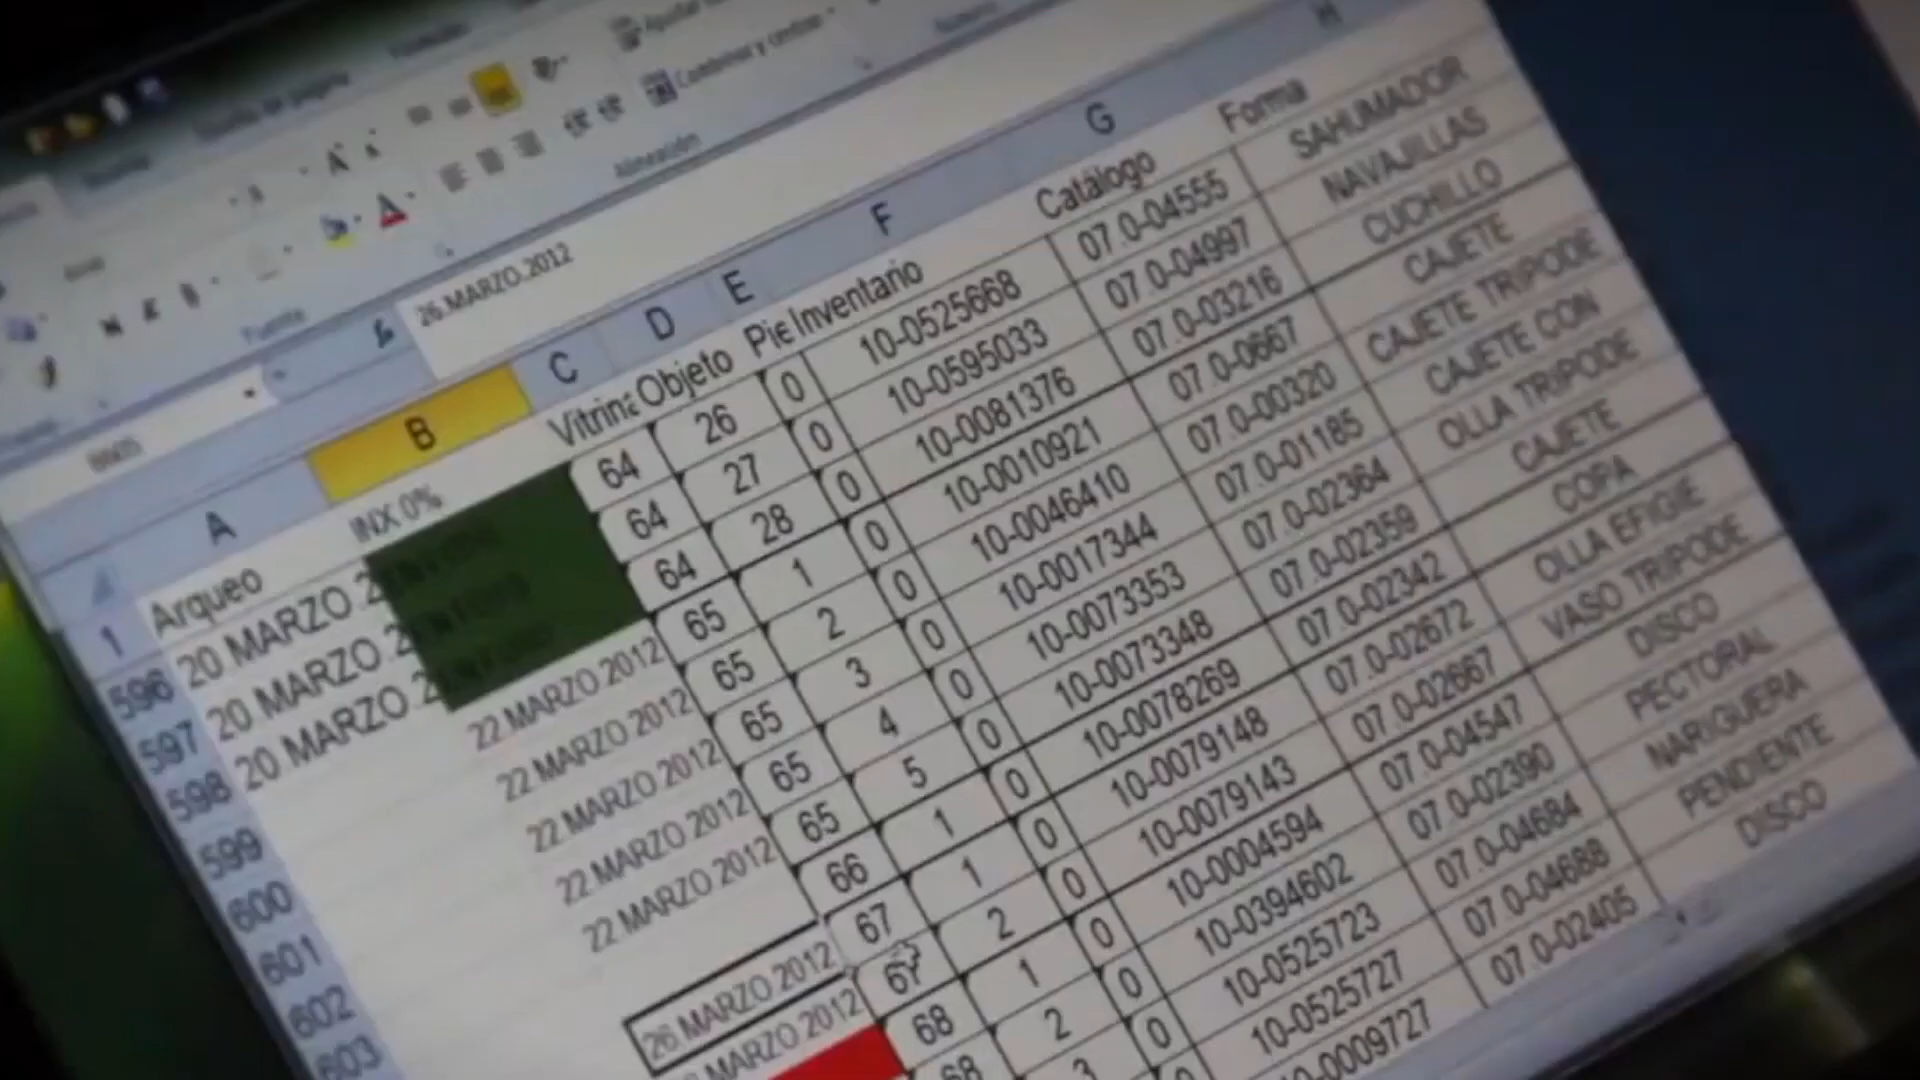 Combinar y centrar
Fuente
Alineación
26 MARZO 2012
A B C D E F G H
1 Arqueo INX 0% Vitrina Objeto Pie Inventario Catálogo Forma
596 20 MARZO 2 64 26 0 10-0525668 07.0-04555 SAHUMADOR
597 20 MARZO 2 64 27 0 10-0595033 07.0-04997 NAVAJILLAS
598 20 MARZO 2 64 28 0 10-0081376 07.0-03216 CUCHILLO
599 22 MARZO 2012 65 1 0 10-0010921 07.0-0667 CAJETE
600 22 MARZO 2012 65 2 0 10-0046410 07.0-00320 CAJETE TRIPODE
601 22 MARZO 2012 65 3 0 10-0017344 07.0-01185 CAJETE CON
602 22 MARZO 2012 65 4 0 10-0073353 07.0-02364 OLLA TRIPODE
603 22 MARZO 2012 65 5 0 10-0073348 07.0-02359 CAJETE
66 1 0 10-0078269 07.0-02342 COPA
26 MARZO 2012 67 1 0 10-0079148 07.0-02672 OLLA EFIGIE
MARZO 2012 67 2 0 10-0079143 07.0-02667 VASO TRIPODE
68 1 0 10-0004594 07.0-04547 DISCO
68 2 0 10-0394602 07.0-02390 PECTORAL
3 0 10-0525723 07.0-04684 NARIGUERA
10-0525727 07.0-04688 PENDIENTE
0-0009727 07.0-02405 DISCO